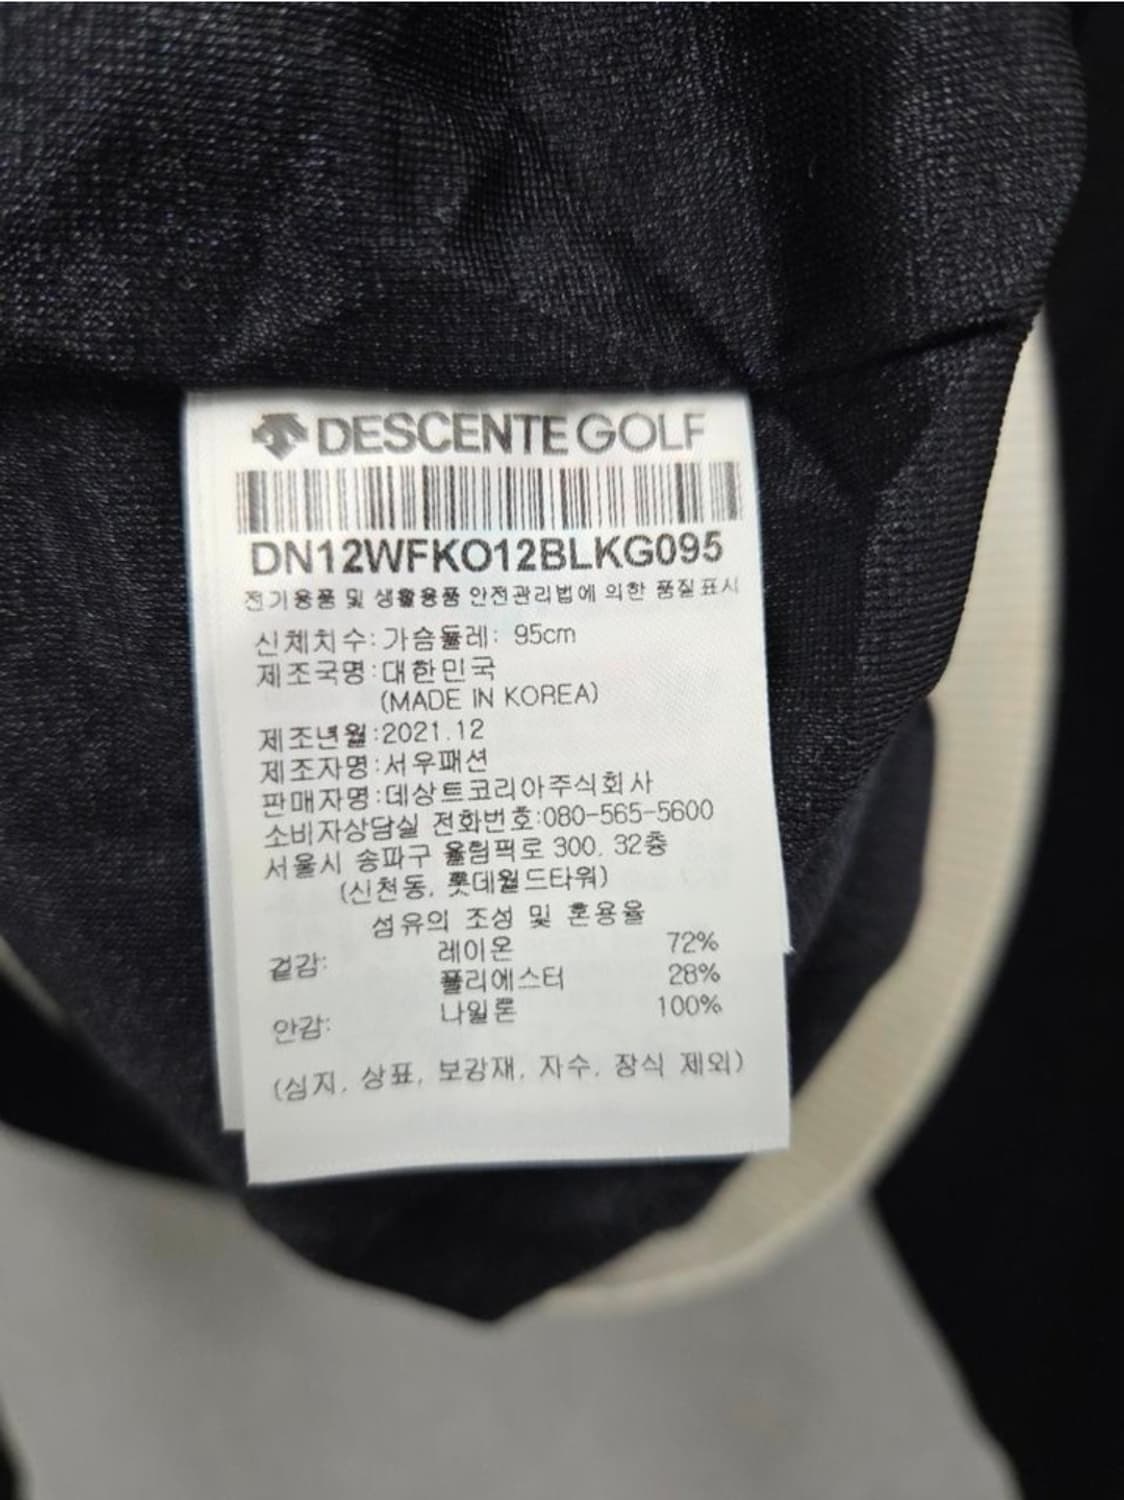 DESCENTE GOLF
DN12WFKO12BLKG095
전기용품 및 생활용품 안전관리법에 의한 품질표시
신체치수:가슴둘레: 95cm
제조국명:대한민국
(MADE IN KOREA)
제조년월:2021.12
제조자명:서우패션
판매자명:데상트코리아주식회사
소비자상담실 전화번호:080-565-5600
서울시 송파구 올림픽로 300, 32층
(신천동, 롯데월드타워)
섬유의 조성 및 혼용율
겉감: 레이온 72%
폴리에스터 28%
안감: 나일론 100%
(심지, 상표, 보강재, 자수, 장식 제외)